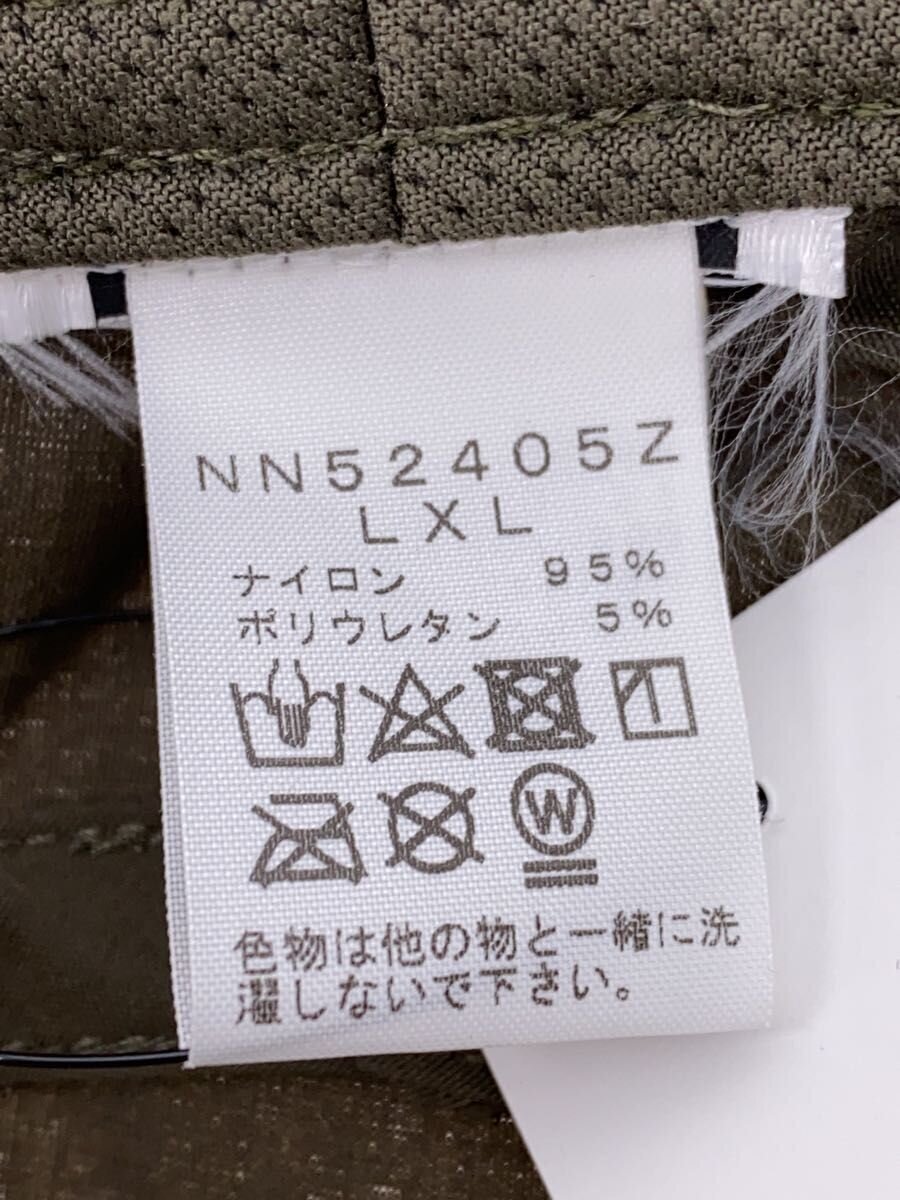 NN52405Z
LXL
ナイロン 95%
ポリウレタン 5%
W
色物は他の物と一緒に洗
濯しないで下さい。